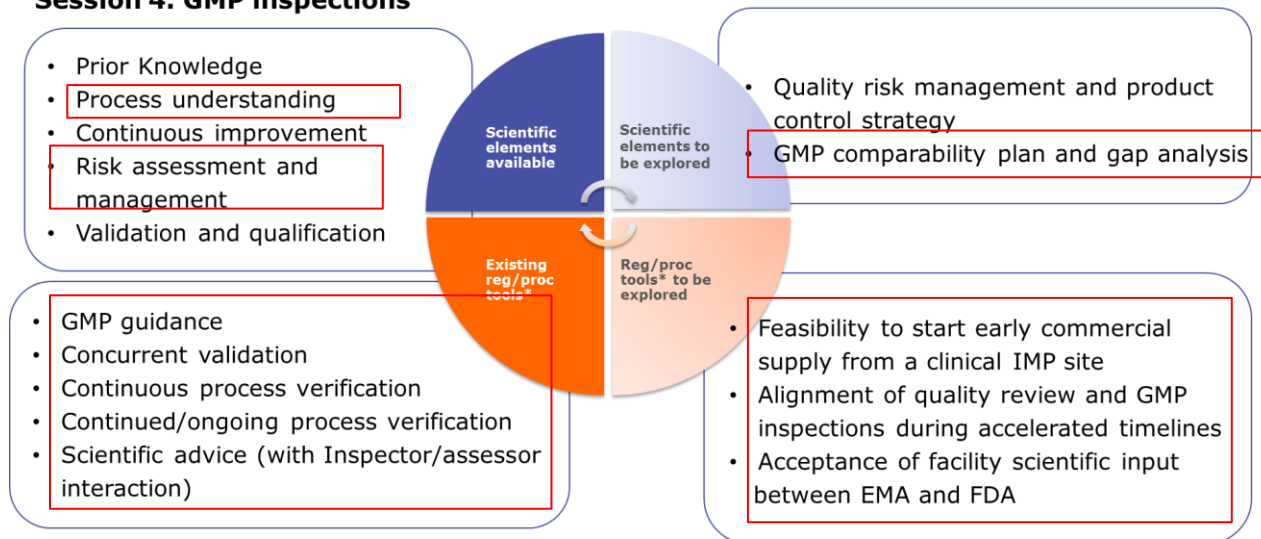 Session 4: GMP inspections
• Prior Knowledge
• Process understanding
• Continuous improvement
• Risk assessment and
management
• Validation and qualification
Scientific
elements
available
Scientific
elements to
be explored
• Quality risk management and product
control strategy
• GMP comparability plan and gap analysis
• GMP guidance
• Concurrent validation
• Continuous process verification
• Continued/ongoing process verification
• Scientific advice (with Inspector/assessor
interaction)
Existing
reg/proc
tools*
Reg/proc
tools* to be
explored
• Feasibility to start early commercial
supply from a clinical IMP site
• Alignment of quality review and GMP
inspections during accelerated timelines
• Acceptance of facility scientific input
between EMA and FDA